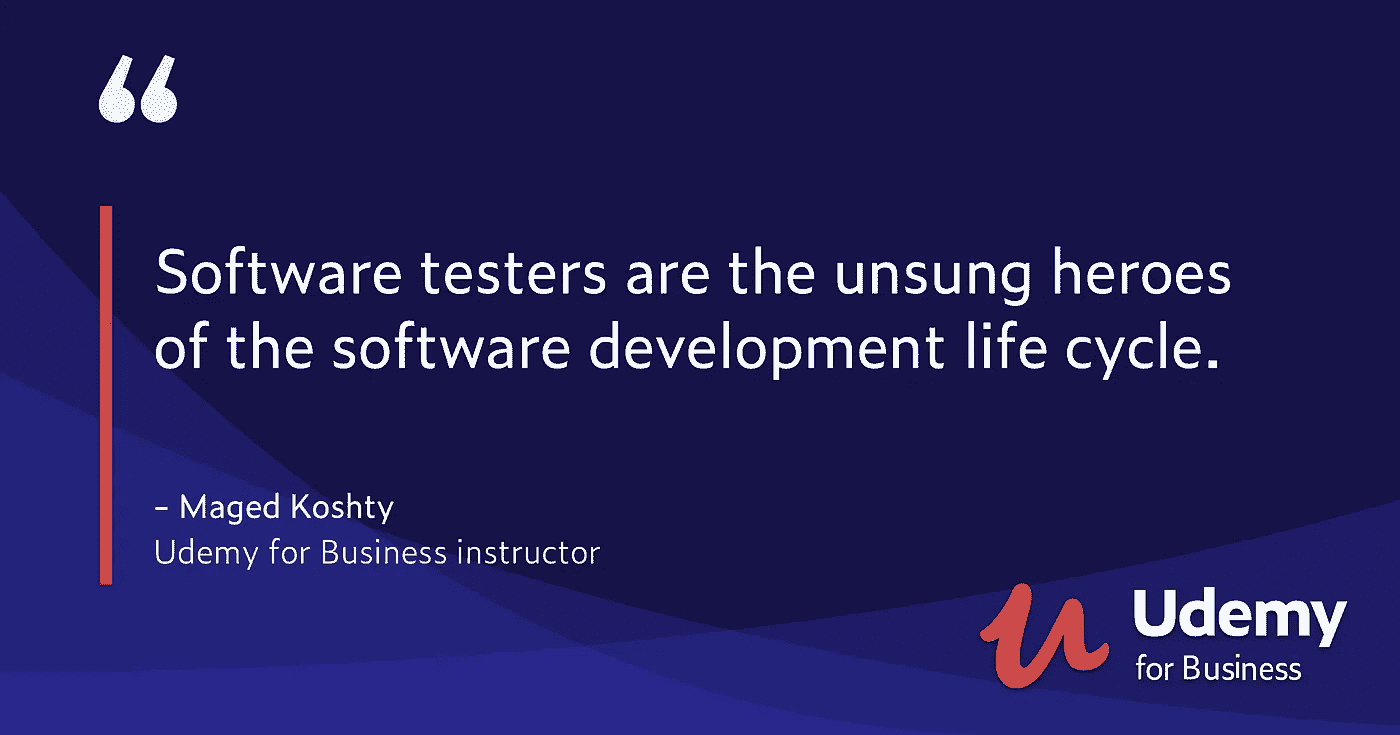 “
Software testers are the unsung heroes
of the software development life cycle.
– Maged Koshty
Udemy for Business instructor
Udemy
for Business